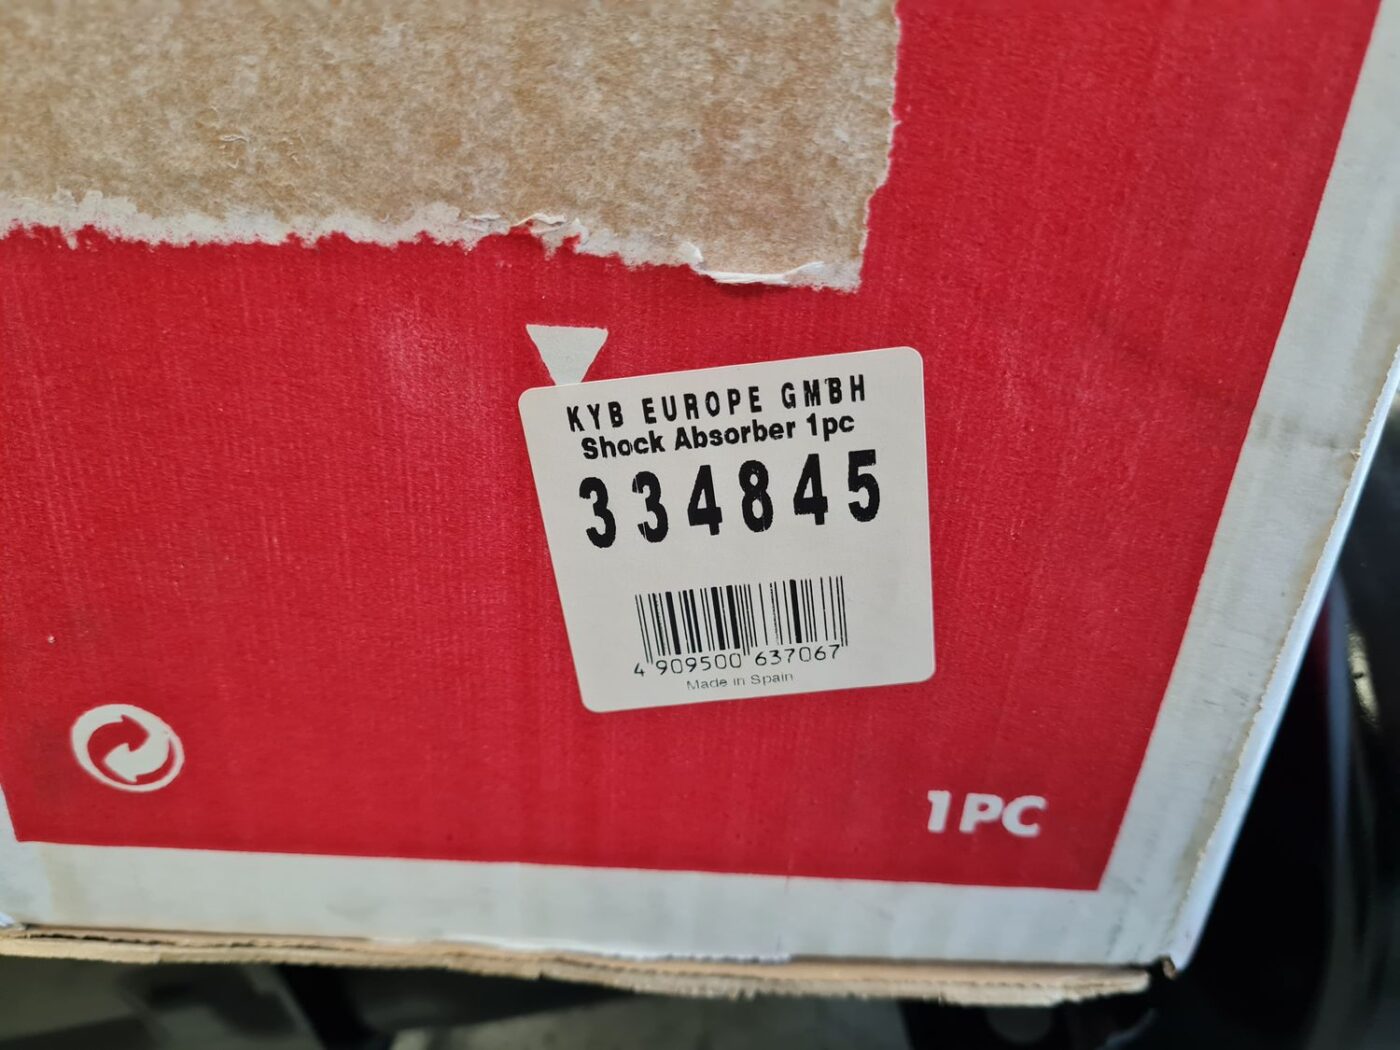 KYB EUROPE GMBH
Shock Absorber 1pc
334845
4 909500 637067
Made in Spain
1PC